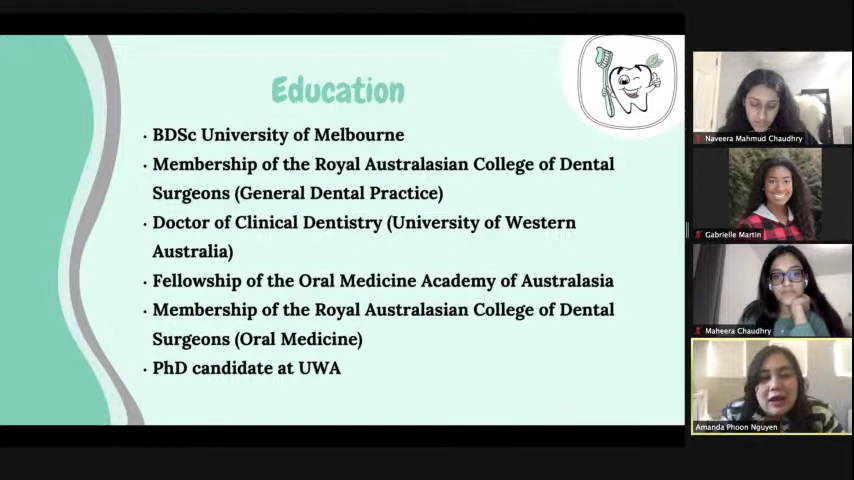 Education
· BDSc University of Melbourne
· Membership of the Royal Australasian College of Dental
Surgeons (General Dental Practice)
· Doctor of Clinical Dentistry (University of Western
Australia)
· Fellowship of the Oral Medicine Academy of Australasia
· Membership of the Royal Australasian College of Dental
Surgeons (Oral Medicine)
· PhD candidate at UWA
Naveera Mahmud Chaudhry
Gabrielle Martin
Maheera Chaudhry
Amanda Phoon Nguyen